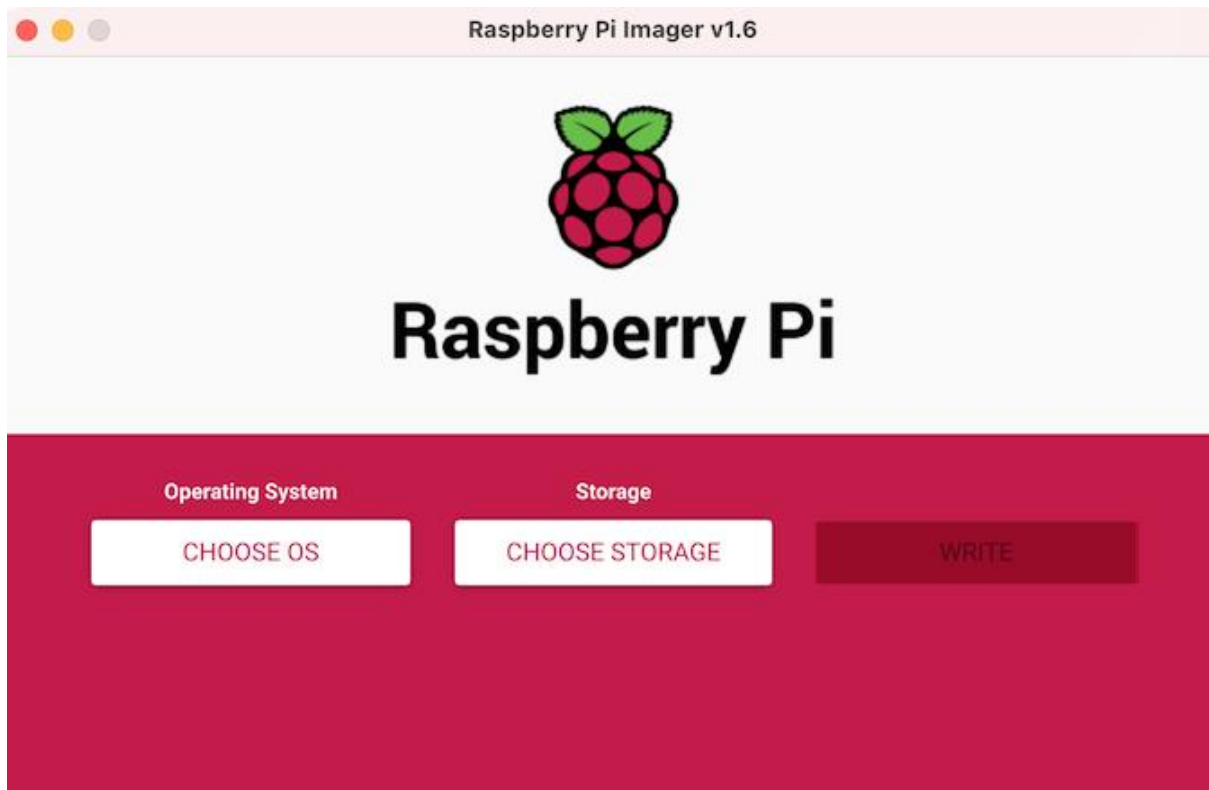 Raspberry Pi Imager v1.6
Raspberry Pi
Operating System
Storage
CHOOSE OS
CHOOSE STORAGE
WRITE